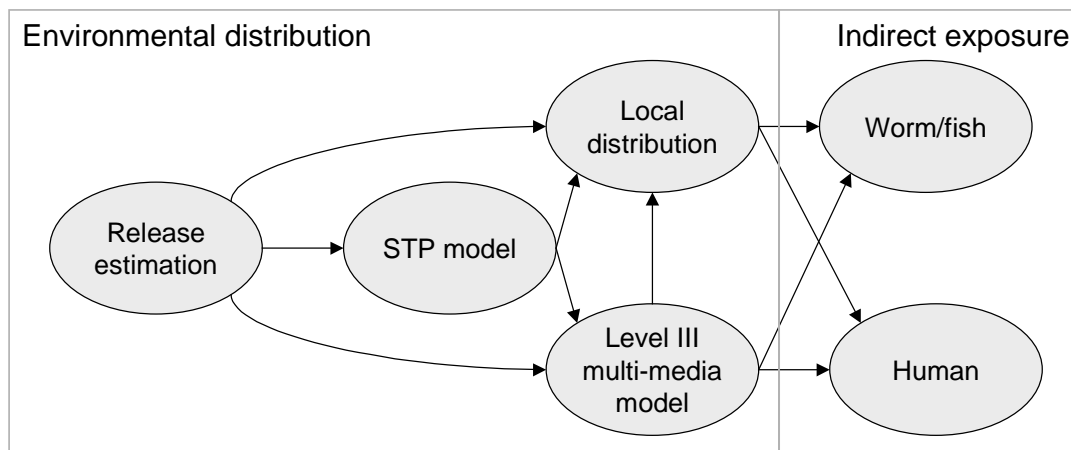 Environmental distribution
Indirect exposure
Local
distribution
Worm/fish
Release
estimation
STP model
Level III
multi-media
model
Human